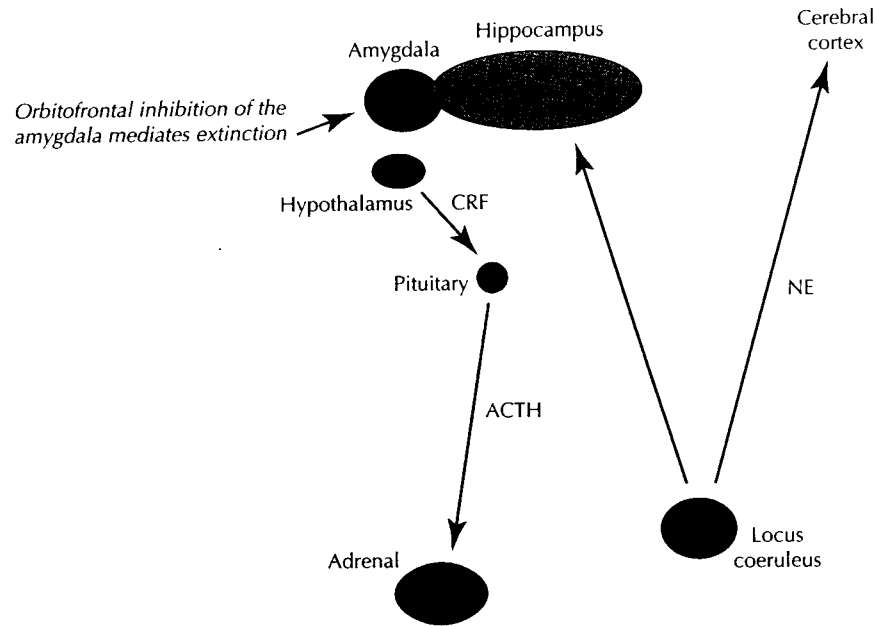 Hippocampus
Cerebral
cortex
Amygdala
Orbitofrontal inhibition of the
amygdala mediates extinction
Hypothalamus
CRF
Pituitary
NE
ACTH
Locus
coeruleus
Adrenal